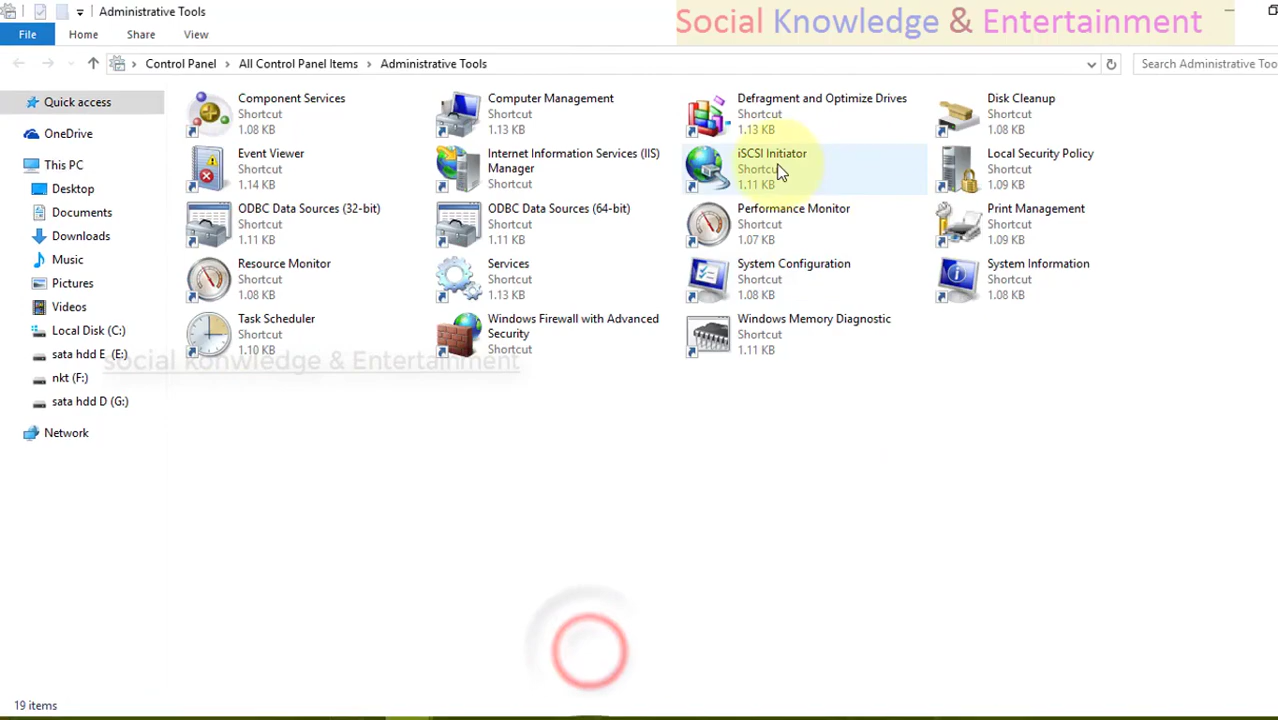 Administrative Tools
Social Knowledge & Entertainment
File Home Share View
Control Panel All Control Panel Items Administrative Tools Search Administrative Too
Quick access
OneDrive
This PC
Desktop
Documents
Downloads
Music
Pictures
Videos
Local Disk (C:)
sata hdd E (E:)
nkt (F:)
sata hdd D (G:)
Network
Component Services
Shortcut
1.08 KB
Computer Management
Shortcut
1.13 KB
Defragment and Optimize Drives
Shortcut
1.13 KB
Disk Cleanup
Shortcut
1.08 KB
Event Viewer
Shortcut
1.14 KB
Internet Information Services (IIS)
Manager
Shortcut
iSCSI Initiator
Shortcut
1.11 KB
Local Security Policy
Shortcut
1.09 KB
ODBC Data Sources (32-bit)
Shortcut
1.11 KB
ODBC Data Sources (64-bit)
Shortcut
1.11 KB
Performance Monitor
Shortcut
1.07 KB
Print Management
Shortcut
1.09 KB
Resource Monitor
Shortcut
1.08 KB
Services
Shortcut
1.13 KB
System Configuration
Shortcut
1.08 KB
System Information
Shortcut
1.08 KB
Task Scheduler
Shortcut
1.10 KB
Windows Firewall with Advanced
Security
Shortcut
Windows Memory Diagnostic
Shortcut
1.11 KB
social konwledge & Entertainment
19 items